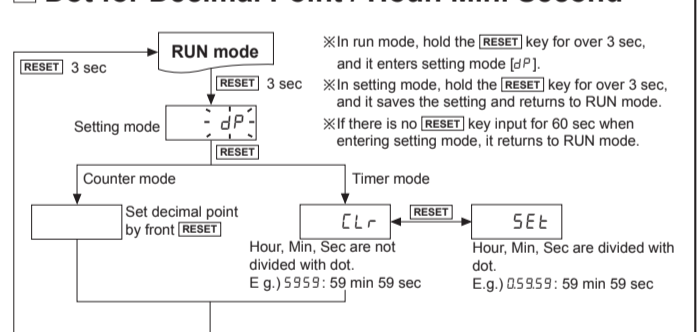 Dot for Decimal Point / Hour. Min. Second
RUN mode
RESET 3 sec
RESET 3 sec
Setting mode
- dP -
RESET
※In run mode, hold the RESET key for over 3 sec,
and it enters setting mode [dP].
※In setting mode, hold the RESET key for over 3 sec,
and it saves the setting and returns to RUN mode.
※If there is no RESET key input for 60 sec when
entering setting mode, it returns to RUN mode.
Counter mode
Timer mode
Set decimal point
by front RESET
CLr
RESET
SEt
Hour, Min, Sec are not
divided with dot.
E g.) 5959: 59 min 59 sec
Hour, Min, Sec are divided with
dot.
E.g.) 0.59.59: 59 min 59 sec